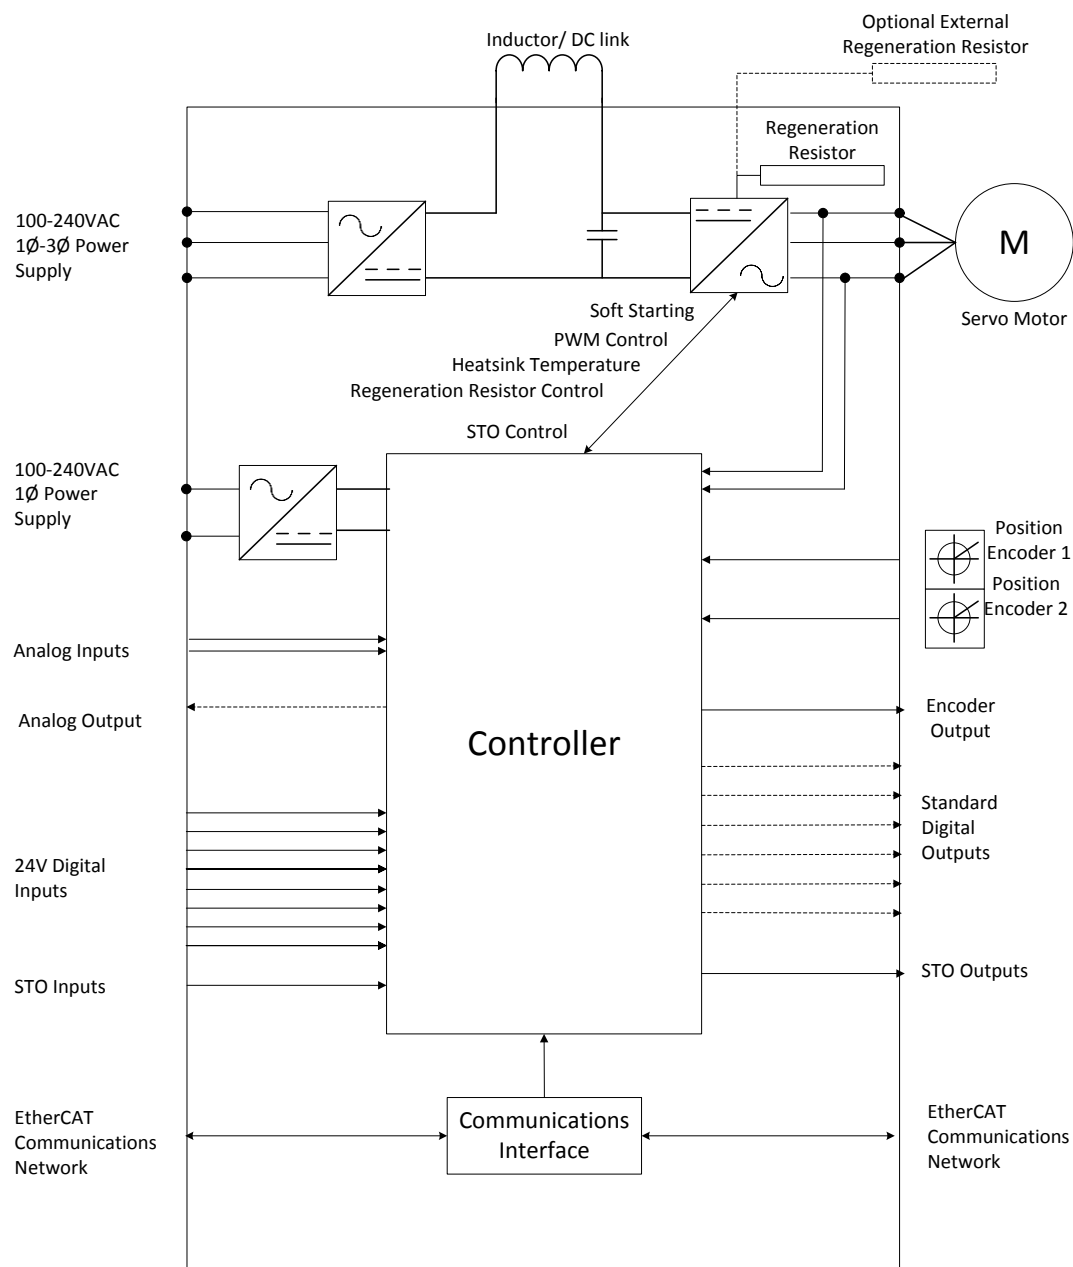 Optional External
Regeneration Resistor
Inductor/ DC link
Regeneration
Resistor
100-240VAC
1Ø-3Ø Power
Supply
M
Servo Motor
Soft Starting
PWM Control
Heatsink Temperature
Regeneration Resistor Control
STO Control
100-240VAC
1Ø Power
Supply
Position
Encoder 1
Position
Encoder 2
Analog Inputs
Analog Output
Controller
Encoder
Output
Standard
Digital
Outputs
24V Digital
Inputs
STO Inputs
STO Outputs
EtherCAT
Communications
Network
Communications
Interface
EtherCAT
Communications
Network